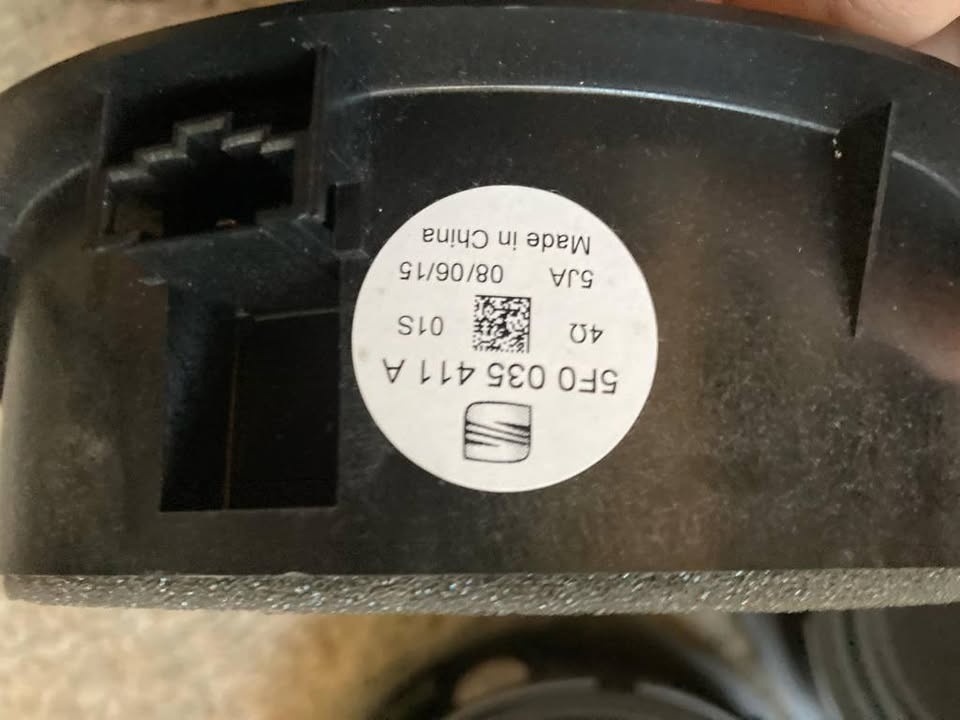 5F0 035 411 A
4Ω 01S
5JA 08/06/15
Made in China